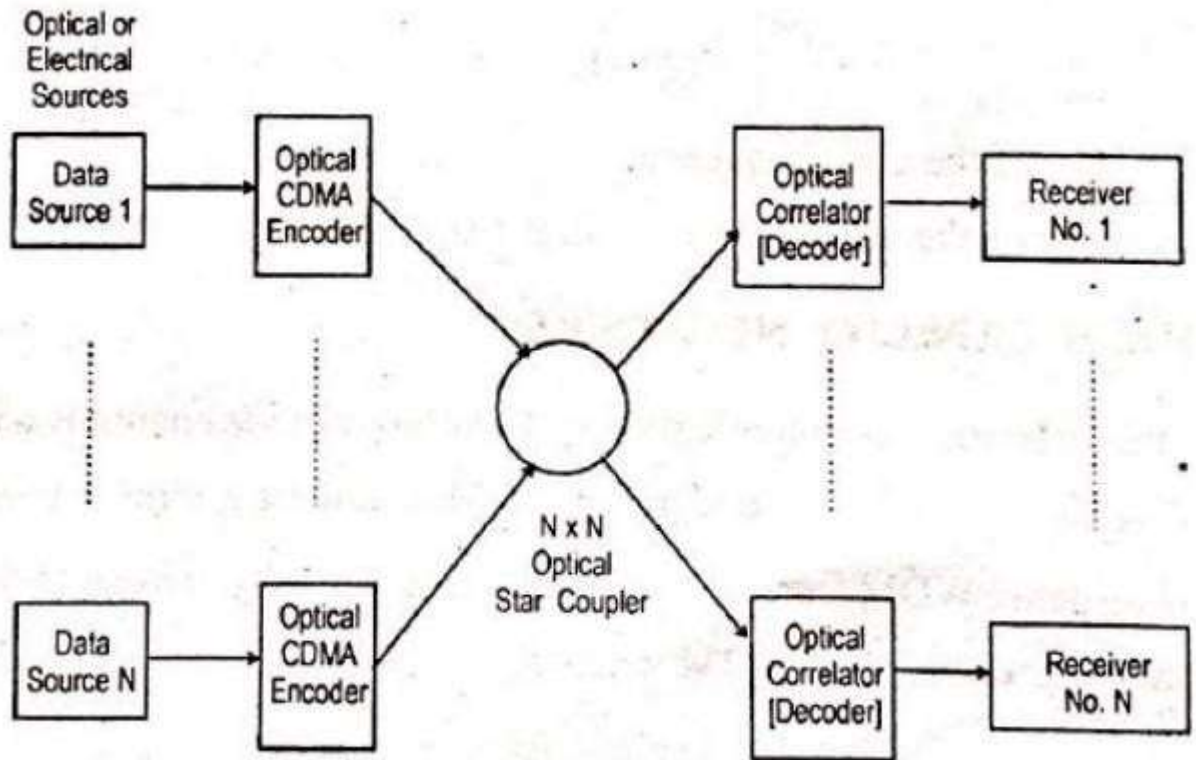 Optical or
Electncal
Sources
Data
Source 1
Optical
CDMA
Encoder
Optical
Correlator
[Decoder]
Receiver
No. 1
N x N
Optical
Star Coupler
Data
Source N
Optical
CDMA
Encoder
Optical
Correlator
[Decoder]
Receiver
No. N